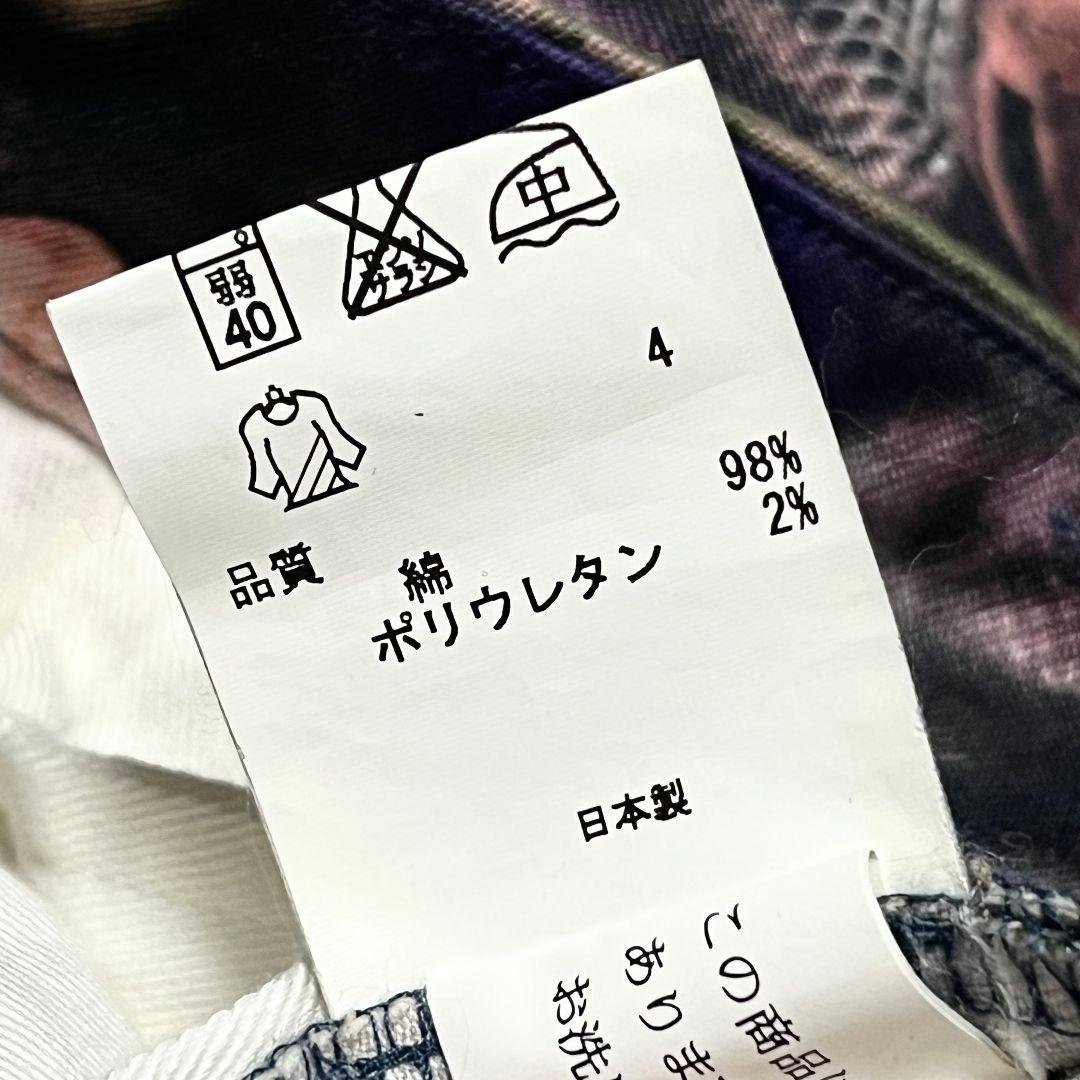 弱
40
エンソ
サラシ
中
4
品質 綿 98%
ポリウレタン 2%
日本製
この商品
あります
お洗